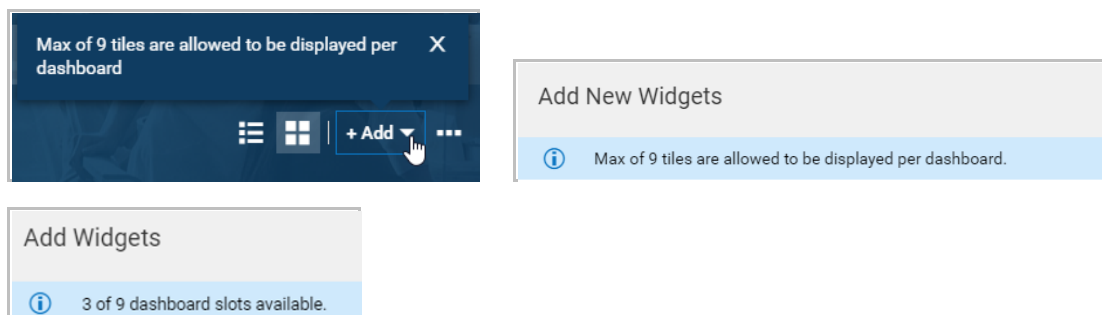 Max of 9 tiles are allowed to be displayed per X
dashboard
+ Add
Add New Widgets
Max of 9 tiles are allowed to be displayed per dashboard.
Add Widgets
3 of 9 dashboard slots available.